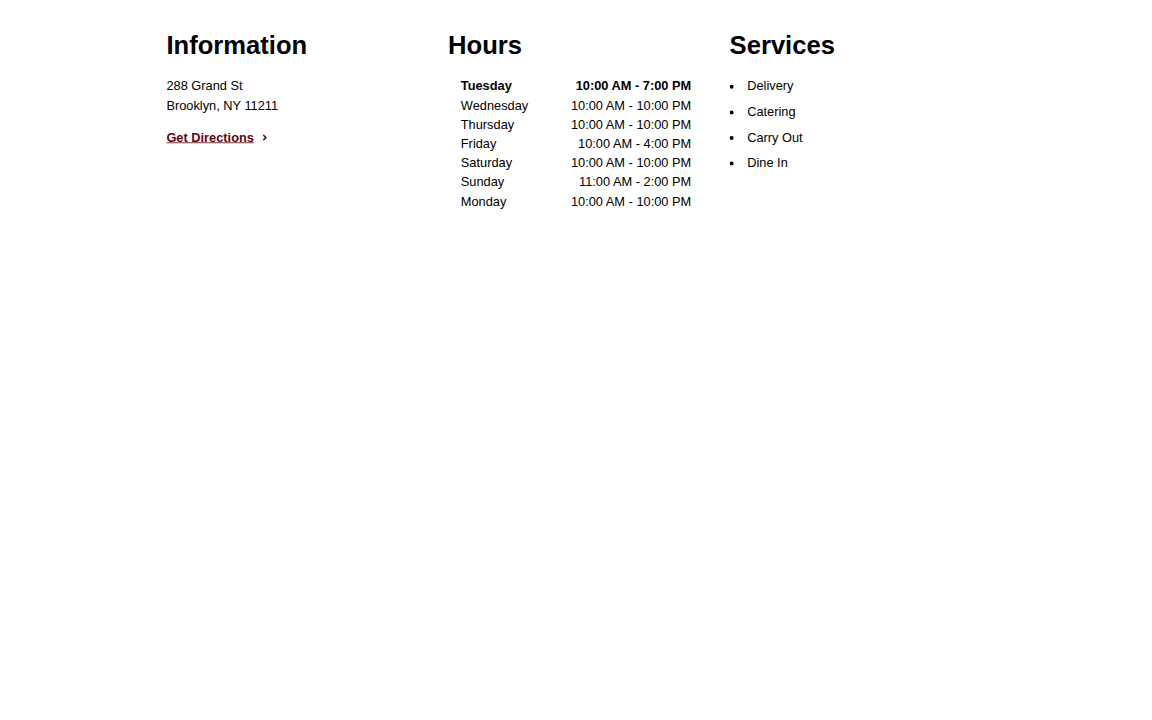 Information
288 Grand St
Brooklyn, NY 11211
Get Directions ›
Hours
Tuesday 10:00 AM - 7:00 PM
Wednesday 10:00 AM - 10:00 PM
Thursday 10:00 AM - 10:00 PM
Friday 10:00 AM - 4:00 PM
Saturday 10:00 AM - 10:00 PM
Sunday 11:00 AM - 2:00 PM
Monday 10:00 AM - 10:00 PM
Services
• Delivery
• Catering
• Carry Out
• Dine In